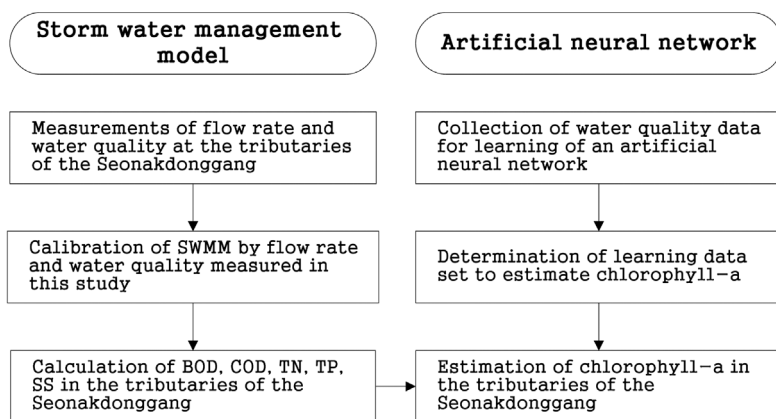 Storm water management
model
Measurements of flow rate and
water quality at the tributaries
of the Seonakdonggang
Calibration of SWMM by flow rate
and water quality measured in
this study
Calculation of BOD, COD, TN, TP,
SS in the tributaries of the
Seonakdonggang
Artificial neural network
Collection of water quality data
for learning of an artificial
neural network
Determination of learning data
set to estimate chlorophyll-a
Estimation of chlorophyll-a in
the tributaries of the
Seonakdonggang